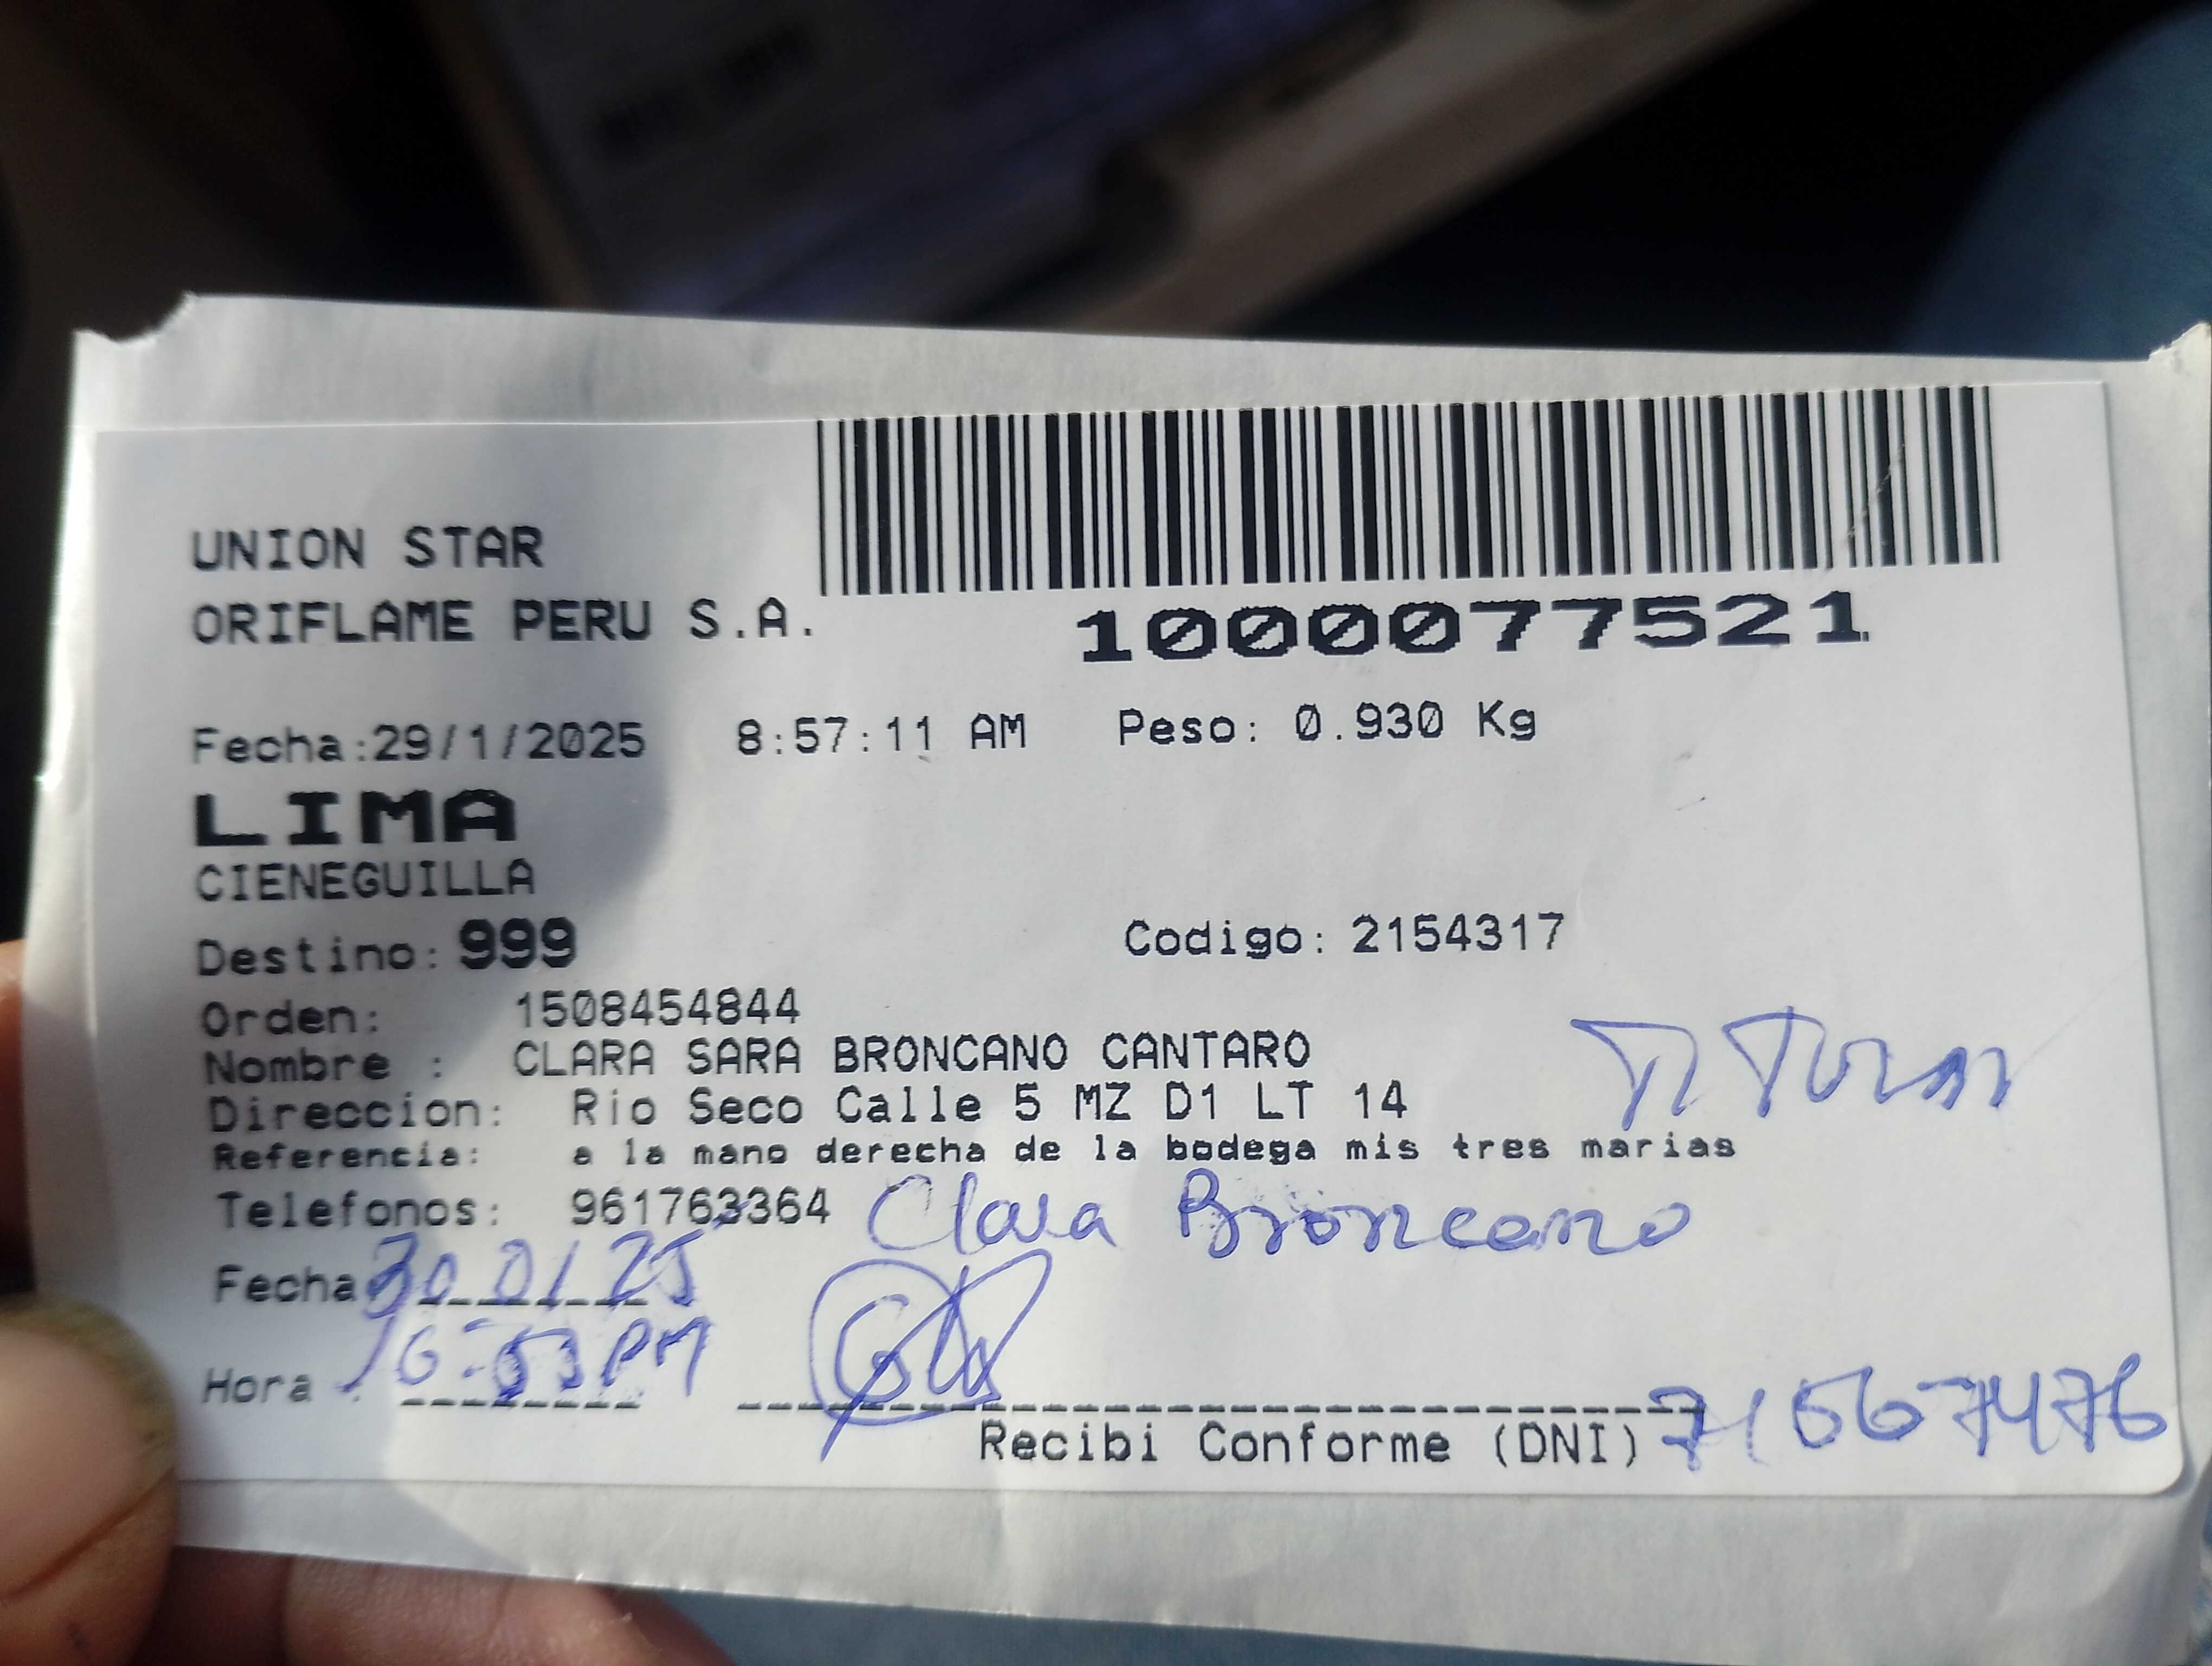 UNION STAR
ORIFLAME PERU S.A.
1000077521
Fecha:29/1/2025 8:57:11 AM Peso: 0.930 Kg
LIMA
CIENEGUILLA
Destino: 999 Codigo: 2154317
Orden: 1508454844
Nombre : CLARA SARA BRONCANO CANTARO
Direccion: Rio Seco Calle 5 MZ D1 LT 14
Titular
Referencia: a la mano derecha de la bodega mis tres marias
Telefonos: 961763364 Clara Broncano
Fecha 30 01 25
Hora : PM
Recibi Conforme (DNI) 71567476